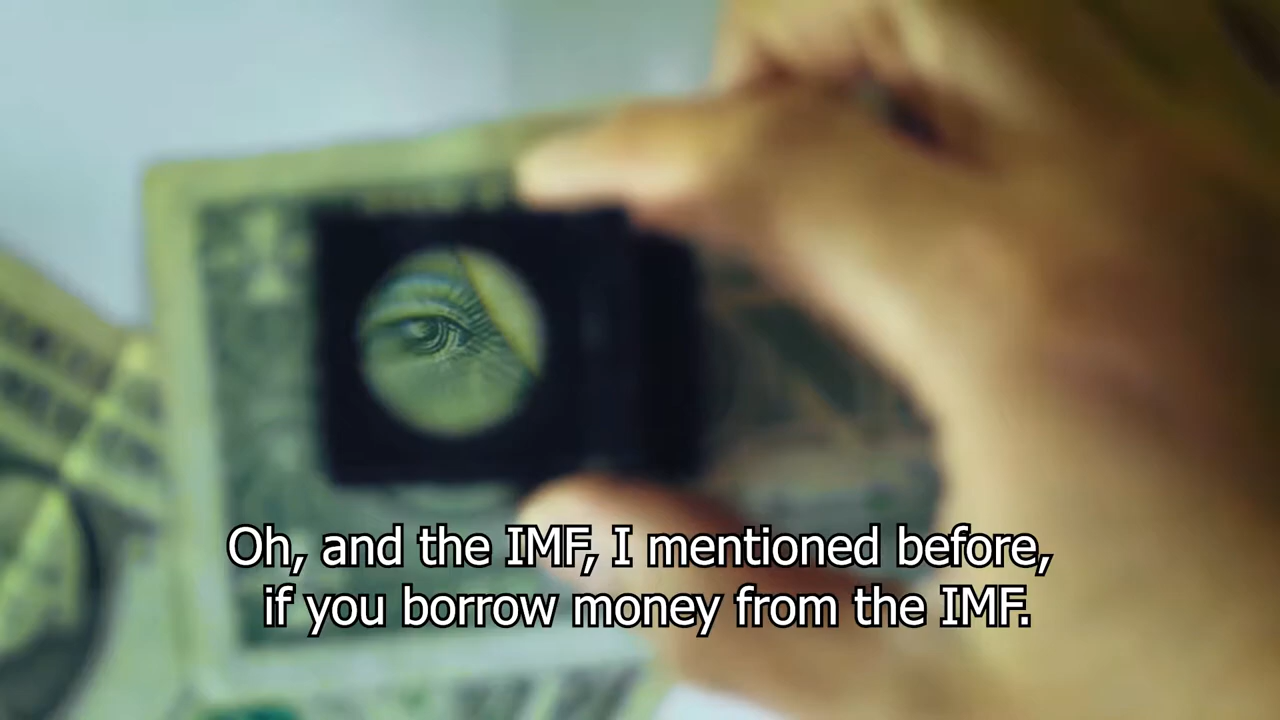 Oh, and the IMF, I mentioned before,
if you borrow money from the IMF.